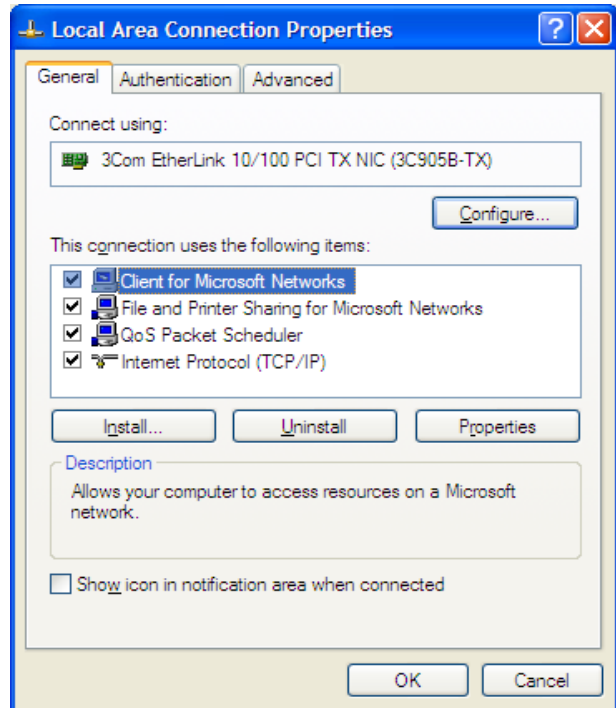 Local Area Connection Properties
General Authentication Advanced
Connect using:
3Com EtherLink 10/100 PCI TX NIC (3C905B-TX)
Configure...
This connection uses the following items:
Client for Microsoft Networks
File and Printer Sharing for Microsoft Networks
QoS Packet Scheduler
Internet Protocol (TCP/IP)
Install... Uninstall Properties
Description
Allows your computer to access resources on a Microsoft
network.
Show icon in notification area when connected
OK Cancel